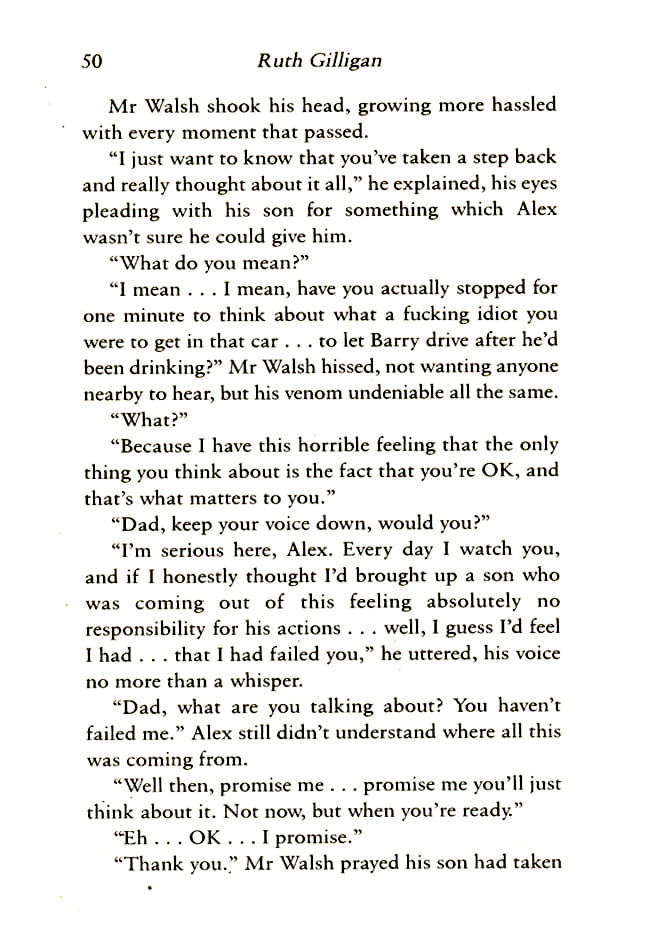 50 Ruth Gilligan
Mr Walsh shook his head, growing more hassled
with every moment that passed.
“I just want to know that you’ve taken a step back
and really thought about it all,” he explained, his eyes
pleading with his son for something which Alex
wasn’t sure he could give him.
“What do you mean?”
“I mean . . . I mean, have you actually stopped for
one minute to think about what a fucking idiot you
were to get in that car . . . to let Barry drive after he’d
been drinking?” Mr Walsh hissed, not wanting anyone
nearby to hear, but his venom undeniable all the same.
“What?”
“Because I have this horrible feeling that the only
thing you think about is the fact that you’re OK, and
that’s what matters to you.”
“Dad, keep your voice down, would you?”
“I’m serious here, Alex. Every day I watch you,
and if I honestly thought I’d brought up a son who
was coming out of this feeling absolutely no
responsibility for his actions . . . well, I guess I’d feel
I had . . . that I had failed you,” he uttered, his voice
no more than a whisper.
“Dad, what are you talking about? You haven’t
failed me.” Alex still didn’t understand where all this
was coming from.
“Well then, promise me . . . promise me you’ll just
think about it. Not now, but when you’re ready.”
“Eh . . . OK . . . I promise.”
“Thank you.” Mr Walsh prayed his son had taken